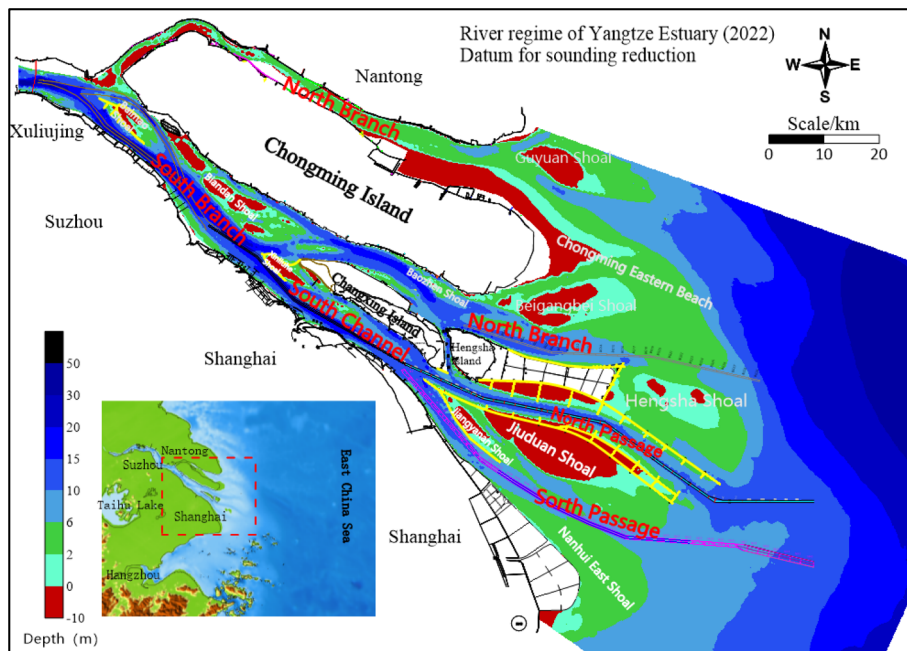 River regime of Yangtze Estuary (2022)
Datum for sounding reduction
N
W
E
S
Scale/km
0
10
20
Nantong
North Branch
Xuliujing
Guyuan Shoal
Chongming Island
South Branch
Biandan Shoal
Suzhou
Chongming Eastern Beach
Baozhen Shoal
Beigangbei Shoal
Changxing Island
South Channel
North Branch
Hengsha
Island
Shanghai
Hengsha Shoal
North Passage
Jiangyanan Shoal
Jiuduan Shoal
Sorth Passage
Shanghai
Nanhui East Shoal
50
30
20
15
10
6
2
0
-10
Depth (m)
Nantong
Suzhou
Taihu Lake
Shanghai
Hangzhou
East China Sea